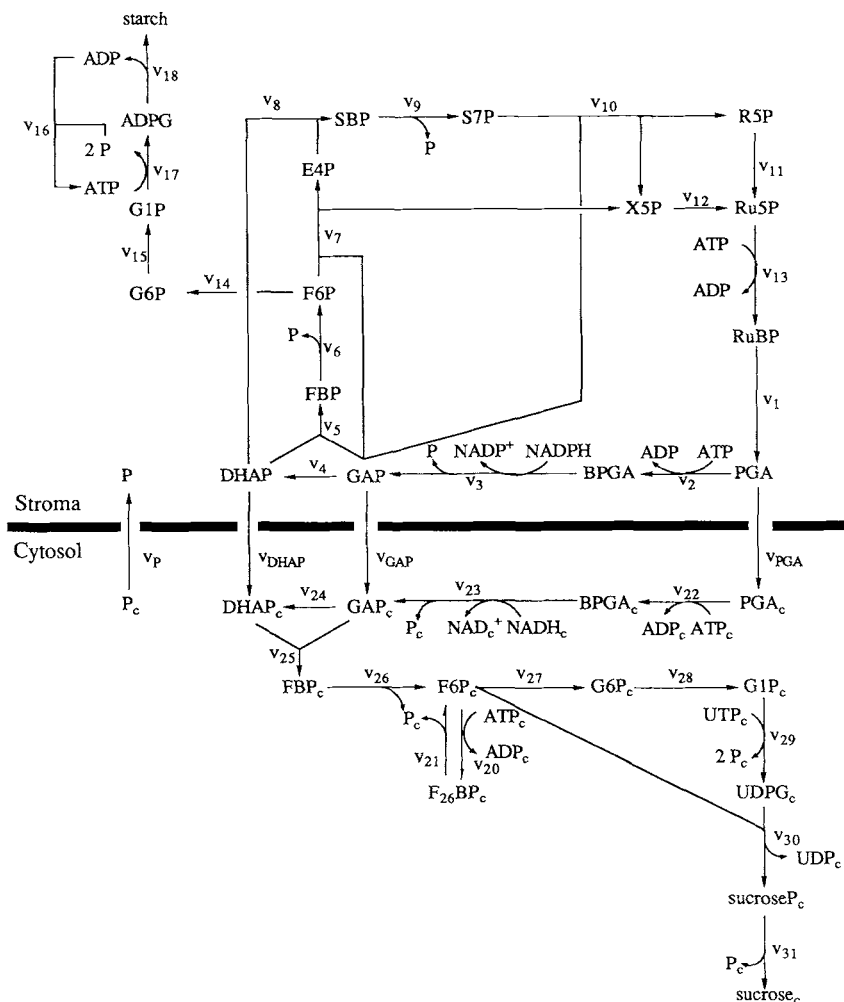 starch
ADP
v18
v16
ADPG
2 P
v17
ATP
G1P
v15
G6P
v14
F6P
v8
SBP
v9
S7P
v10
R5P
P
E4P
v11
X5P
v12
Ru5P
v7
ATP
v13
ADP
P
v6
RuBP
FBP
v5
v1
P
DHAP
v4
GAP
P
NADP+
NADPH
v3
BPGA
ADP
ATP
v2
PGA
Stroma
Cytosol
vP
vDHAP
vGAP
vPGA
Pc
DHAPc
v24
GAPc
v23
BPGAc
v22
PGAc
Pc
NADc+
NADHc
ADPc
ATPc
v25
FBPc
v26
F6Pc
v27
G6Pc
v28
G1Pc
Pc
ATPc
UTPc
v29
v21
ADPc
v20
2 Pc
F26BPc
UDPGc
v30
UDPc
sucrosePc
v31
Pc
sucrosec